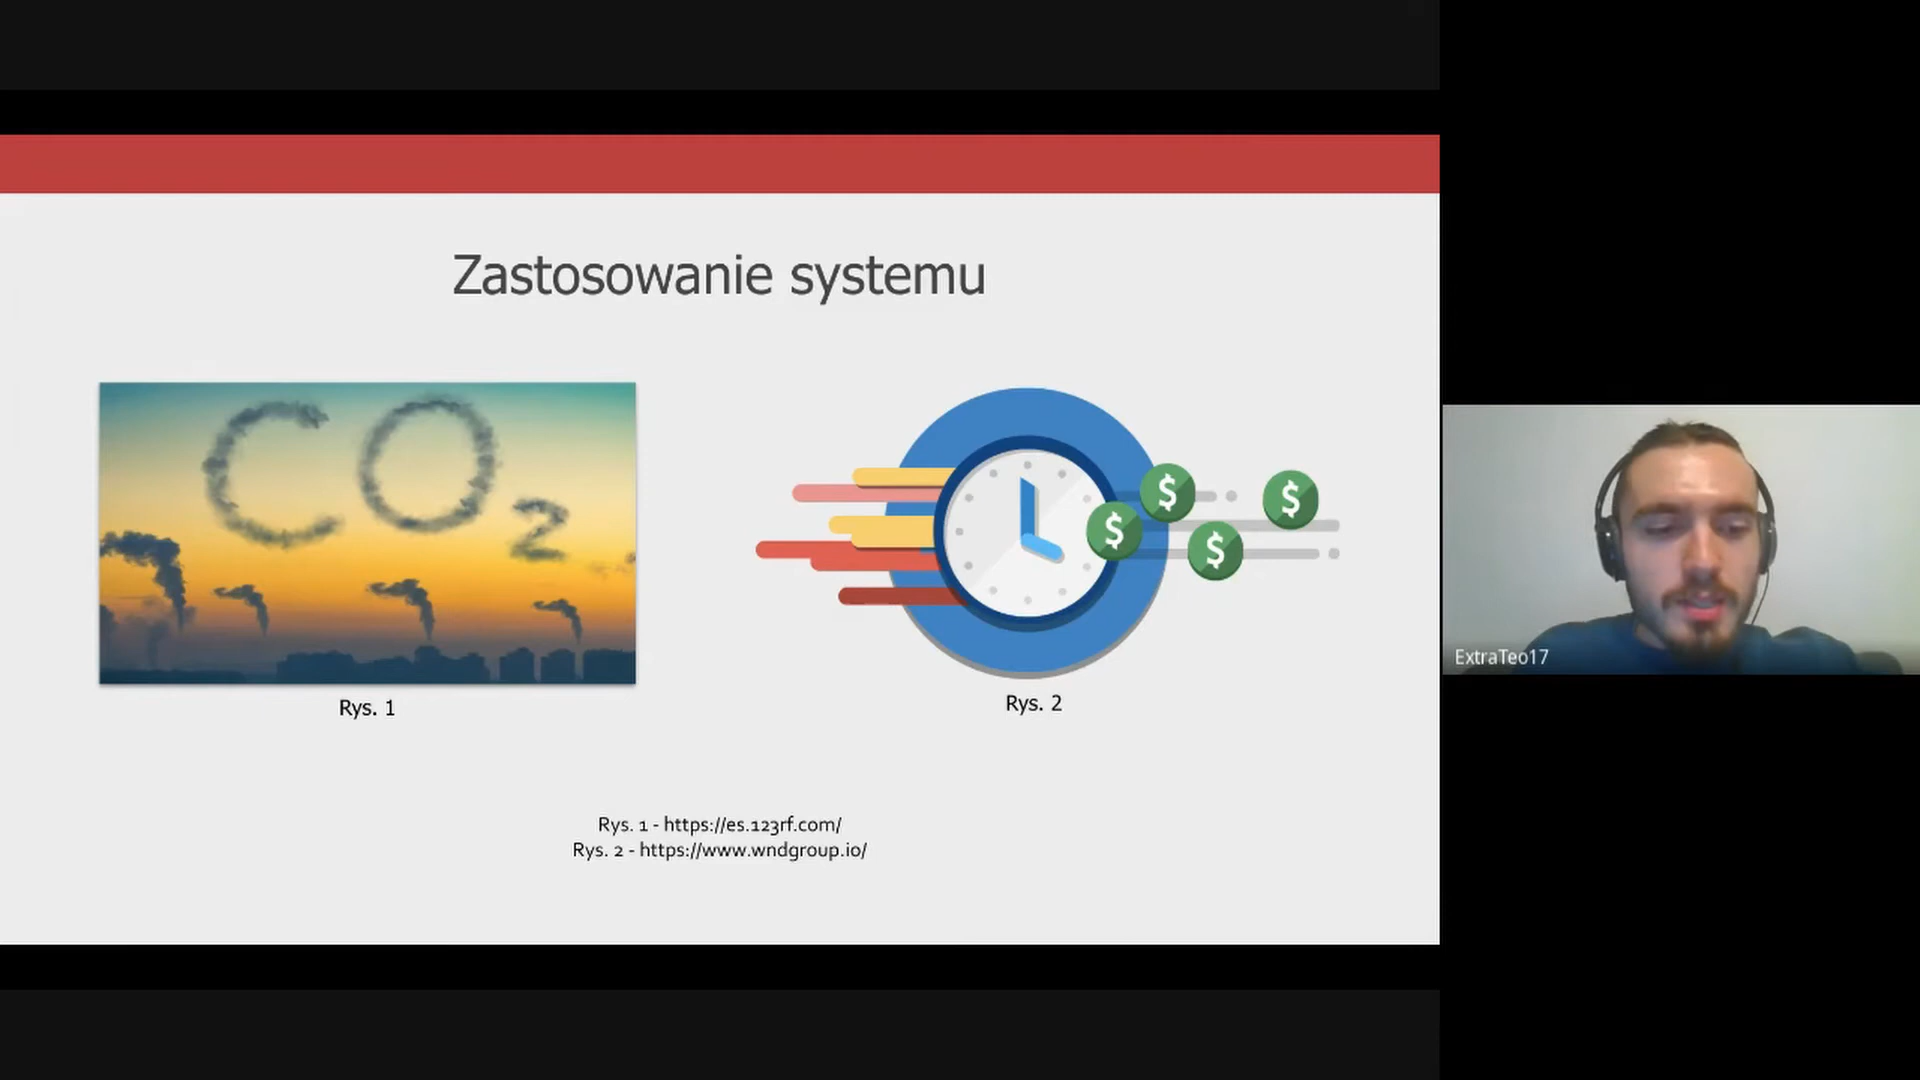 Zastosowanie systemu
CO2
$ $ $ $
Rys. 1
Rys. 2
Rys. 1 - https://es.123rf.com/
Rys. 2 - https://www.wndgroup.io/
ExtraTeo17